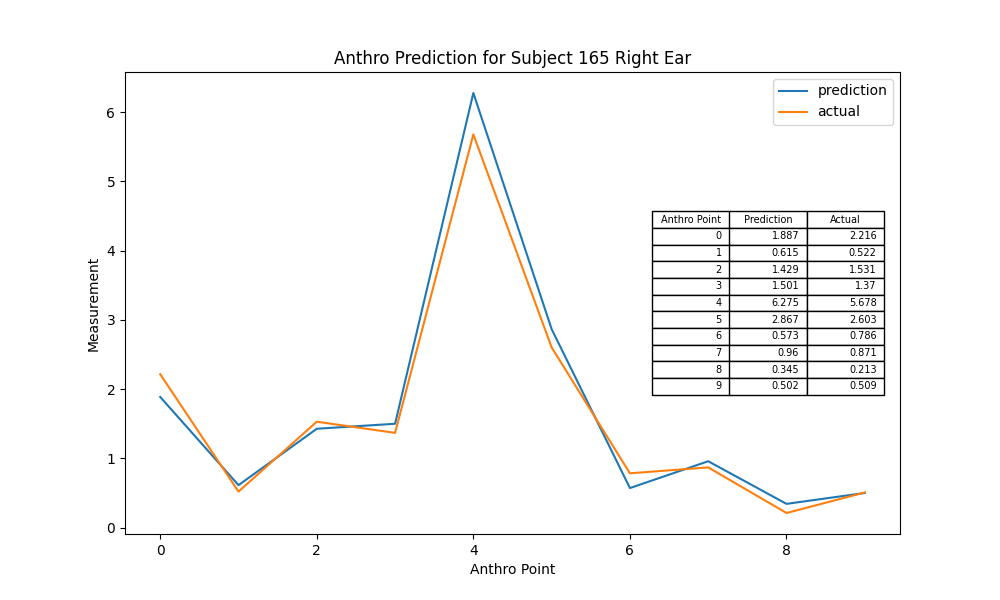 Anthro Prediction for Subject 165 Right Ear
prediction
actual
6
5
4
3
2
1
0
Measurement
Anthro Point Prediction Actual
0 1.887 2.216
1 0.615 0.522
2 1.429 1.531
3 1.501 1.37
4 6.275 5.678
5 2.867 2.603
6 0.573 0.786
7 0.96 0.871
8 0.345 0.213
9 0.502 0.509
0 2 4 6 8
Anthro Point